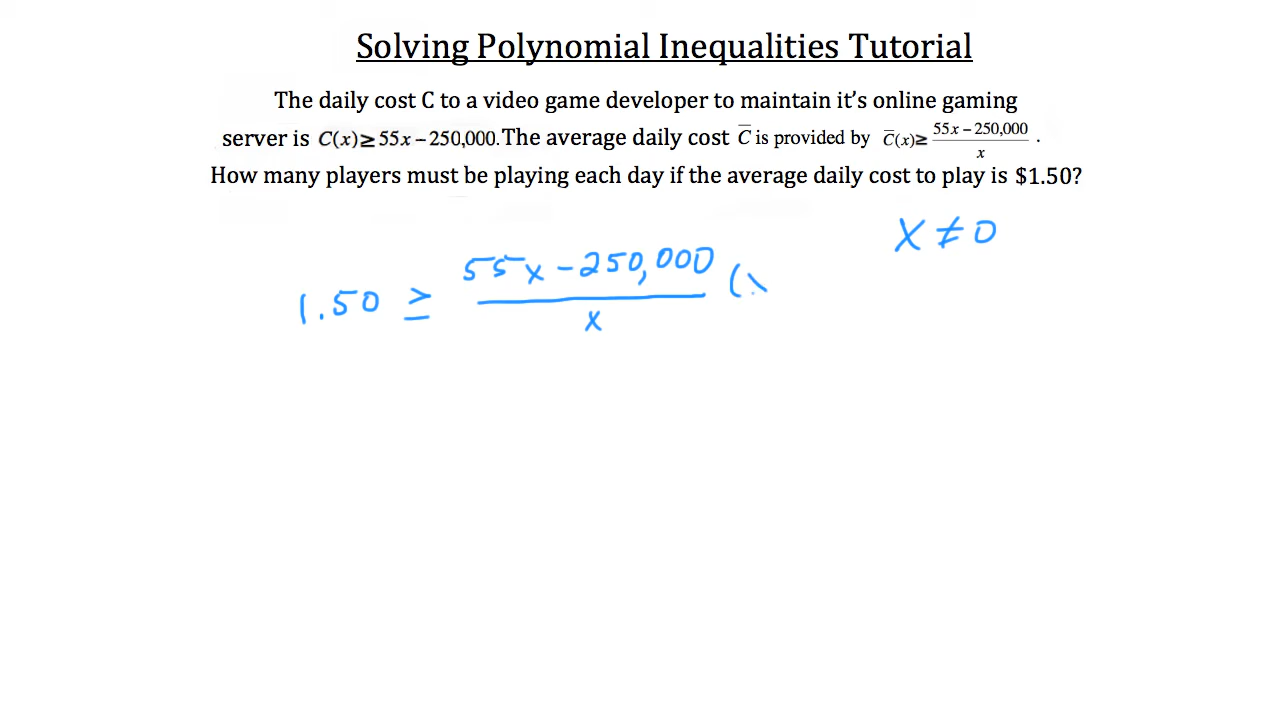 Solving Polynomial Inequalities Tutorial
The daily cost C to a video game developer to maintain it's online gaming
server is C(x)≥55x−250,000. The average daily cost C̅ is provided by C̅(x)≥ (55x−250,000)/x .
How many players must be playing each day if the average daily cost to play is $1.50?
x ≠ 0
1.50 ≥ (55x − 250,000)/x (